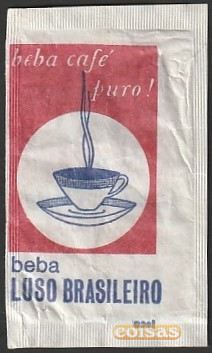 beba café
puro!
beba
LUSO BRASILEIRO
coisas